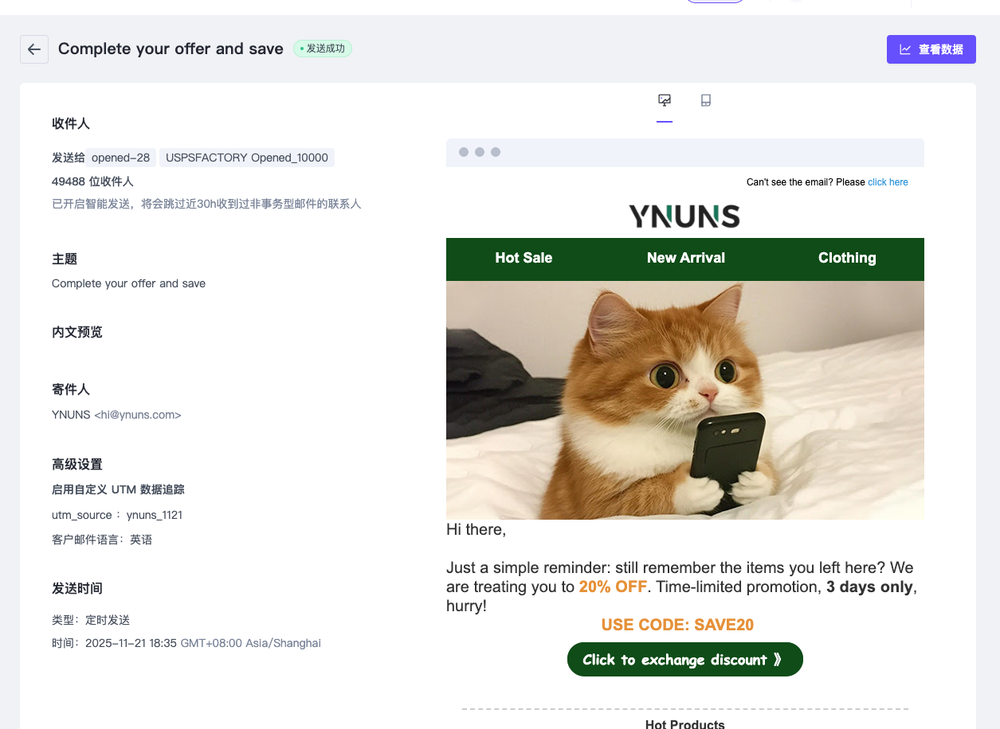 Complete your offer and save
发送成功
查看数据
收件人
发送给 opened-28 USPSFACTORY Opened_10000
49488 位收件人
已开启智能发送，将会跳过近30h收到过非事务型邮件的联系人
主题
Complete your offer and save
内文预览
寄件人
YNUNS <hi@ynuns.com>
高级设置
启用自定义 UTM 数据追踪
utm_source： ynuns_1121
客户邮件语言：英语
发送时间
类型：定时发送
时间：2025-11-21 18:35 GMT+08:00 Asia/Shanghai
Can't see the email? Please click here
YNUNS
Hot Sale New Arrival Clothing
Hi there,
Just a simple reminder: still remember the items you left here? We
are treating you to 20% OFF. Time-limited promotion, 3 days only,
hurry!
USE CODE: SAVE20
Click to exchange discount 》
Hot Products